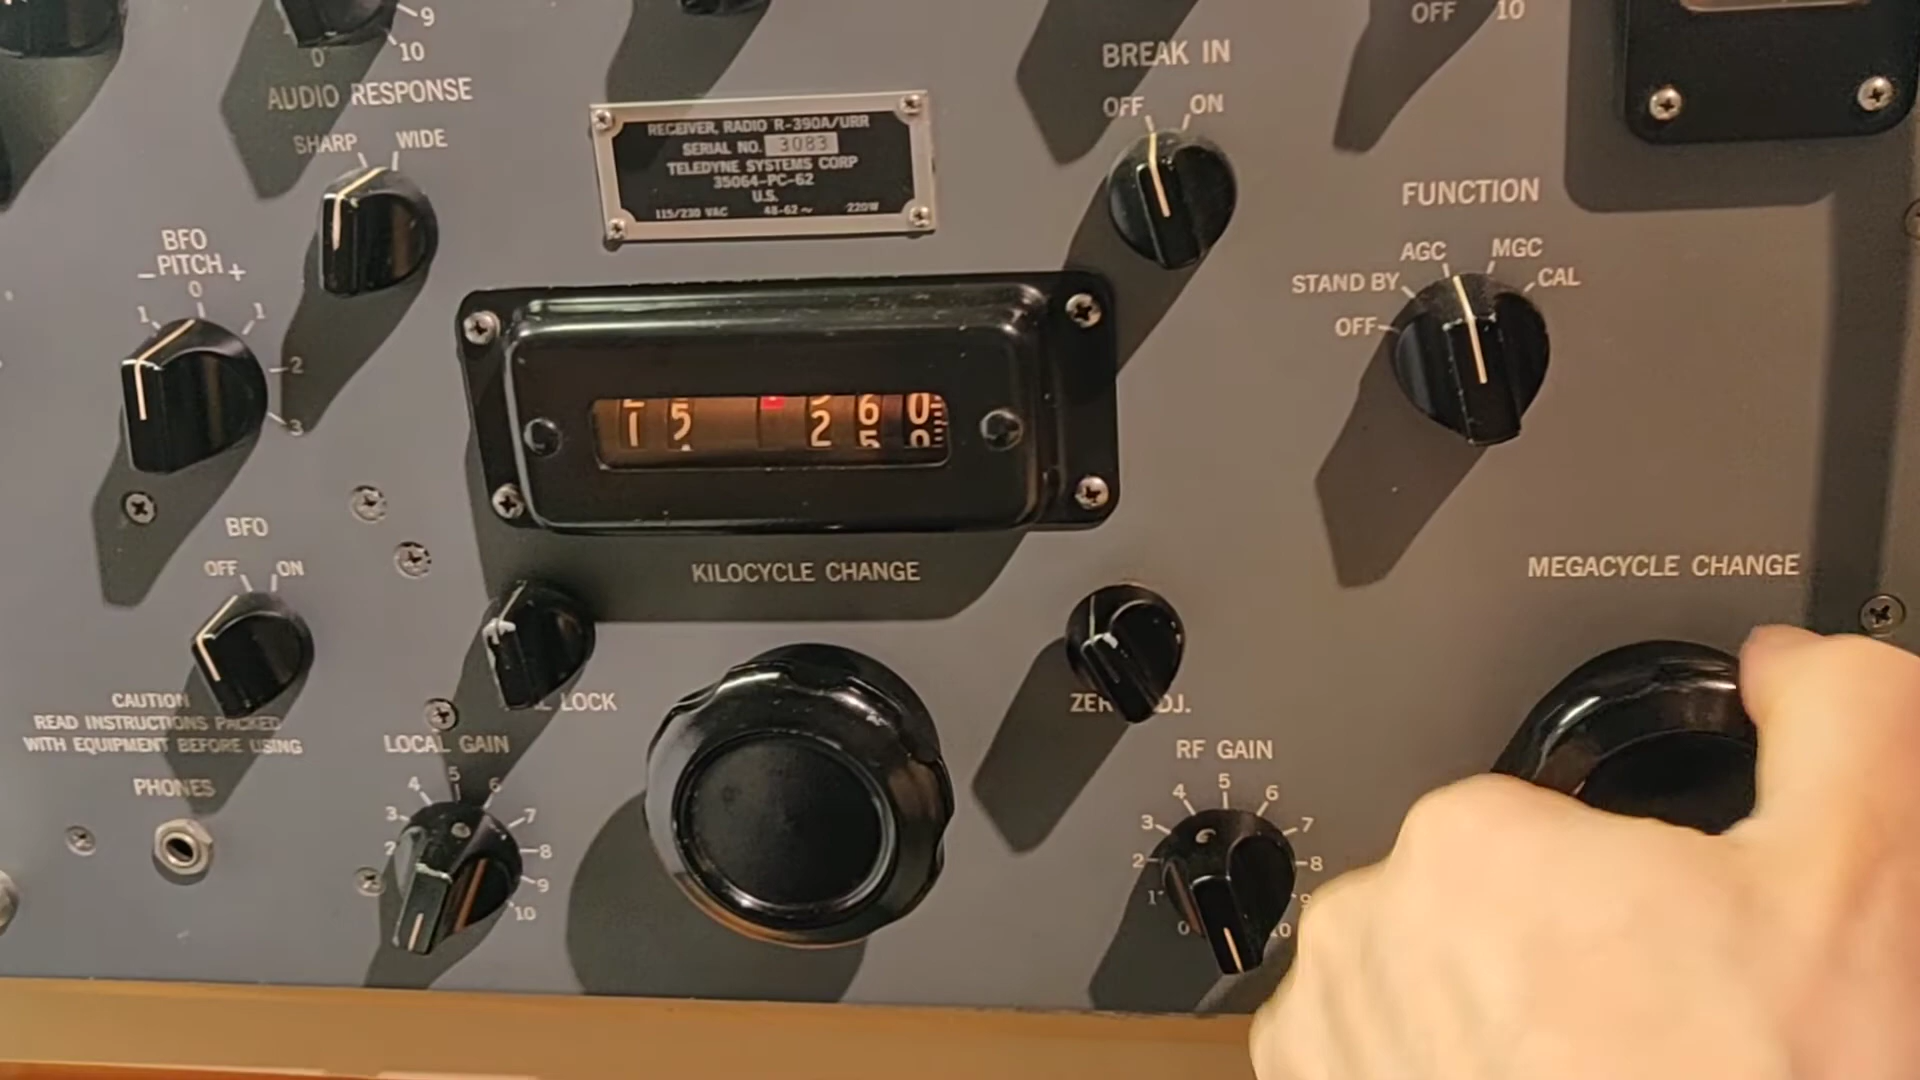 9
OFF 10
10
0
BREAK IN
OFF ON
AUDIO RESPONSE
SHARP WIDE
RECEIVER, RADIO R-390A/URR
SERIAL NO. 3083
TELEDYNE SYSTEMS CORP
35064-PC-62
U.S.
115/230 VAC 48-62 ~ 220W
FUNCTION
AGC MGC
STAND BY CAL
OFF
BFO
PITCH
- +
0
1 1
2
3
15 2 6 0
5
BFO
OFF ON
KILOCYCLE CHANGE
MEGACYCLE CHANGE
LOCK
CAUTION
READ INSTRUCTIONS PACKED
WITH EQUIPMENT BEFORE USING
PHONES
LOCAL GAIN
2 3 4 5 6 7 8 9 10
RF GAIN
0 1 2 3 4 5 6 7 8 9 10